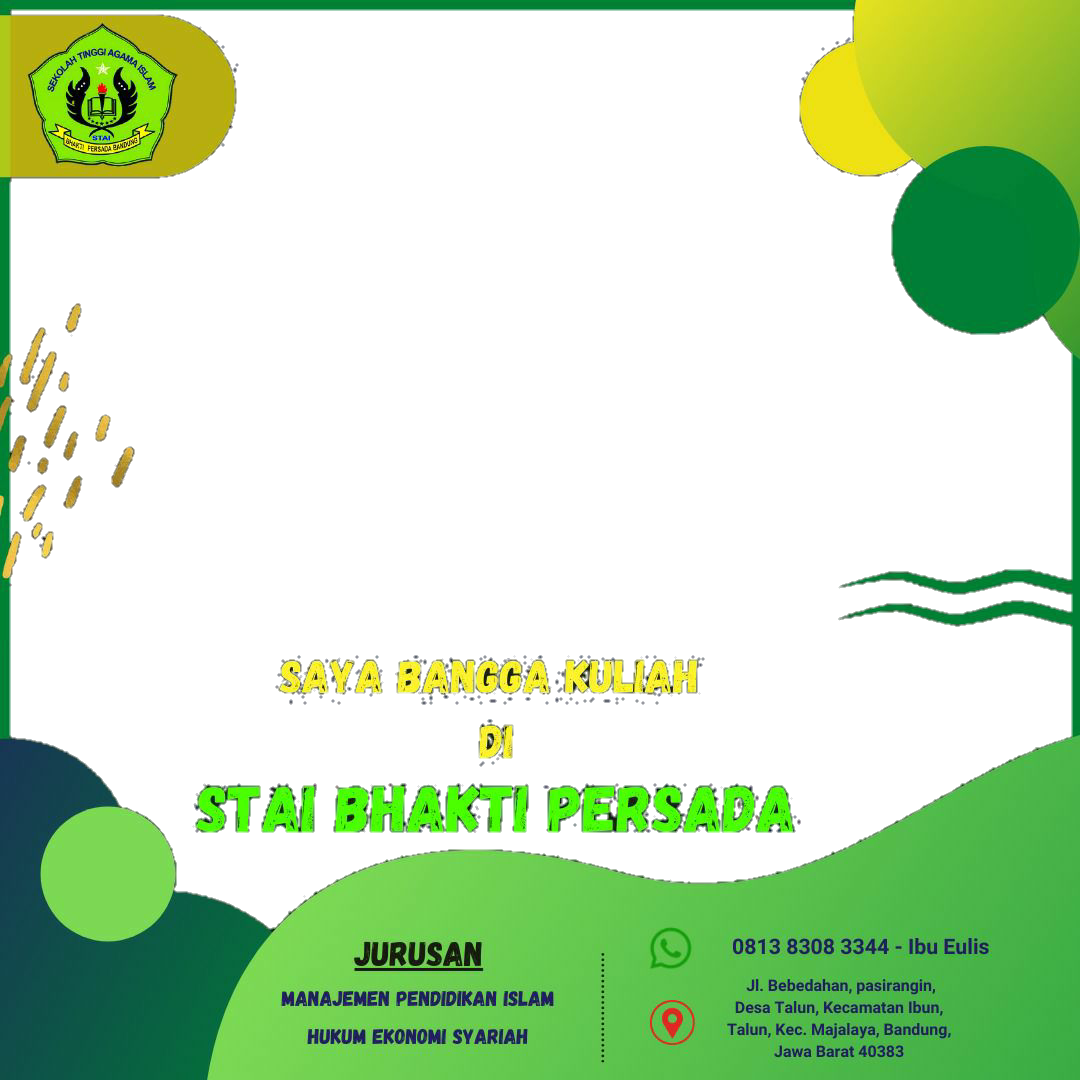 SEKOLAH TINGGI AGAMA ISLAM
STAI
BHAKTI PERSADA BANDUNG
SAYA BANGGA KULIAH
DI
STAI BHAKTI PERSADA
JURUSAN
MANAJEMEN PENDIDIKAN ISLAM
HUKUM EKONOMI SYARIAH
0813 8308 3344 - Ibu Eulis
Jl. Bebedahan, pasirangin,
Desa Talun, Kecamatan Ibun,
Talun, Kec. Majalaya, Bandung,
Jawa Barat 40383